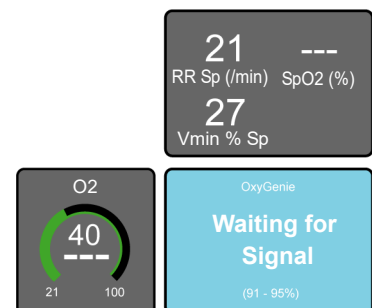 21 ---
RR Sp (/min) SpO2 (%)
27
Vmin % Sp
O2
40
---
21 100
OxyGenie
Waiting for
Signal
(91 - 95%)